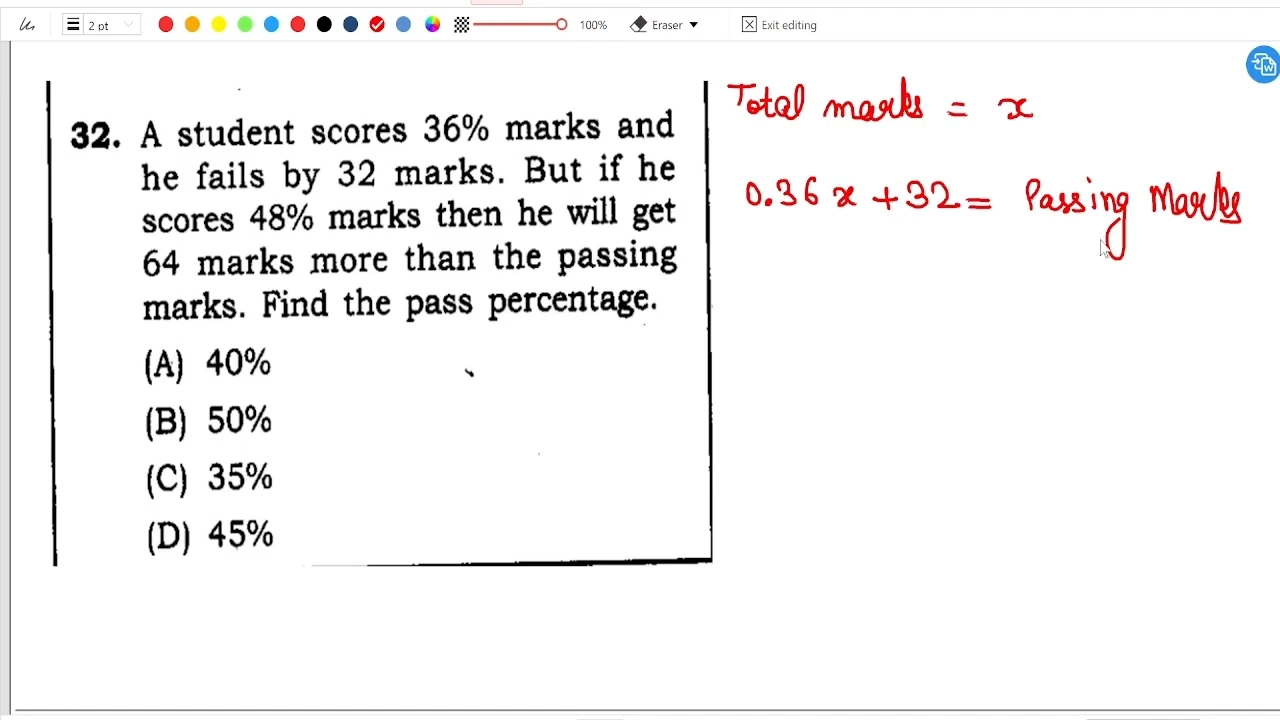 2 pt
100%
Eraser
Exit editing
32. A student scores 36% marks and
he fails by 32 marks. But if he
scores 48% marks then he will get
64 marks more than the passing
marks. Find the pass percentage.
(A) 40%
(B) 50%
(C) 35%
(D) 45%
Total marks = x
0.36 x + 32 = Passing Marks
W